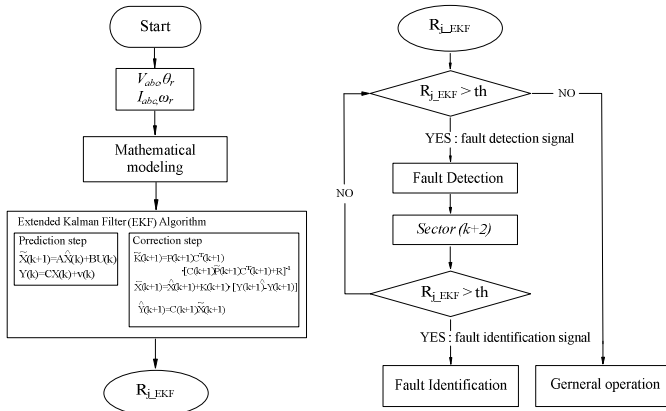 Start
V_abc, θ_r
I_abc, ω_r
Mathematical
modeling
Extended Kalman Filter (EKF) Algorithm
Prediction step
X̃(k+1)=AX̂(k)+BU(k)
Y(k)=CX(k)+v(k)
Correction step
K̃(k+1)=P(k+1)C^T(k+1)
·[C(k+1)P̃(k+1)C^T(k+1)+R]^-1
X̃(k+1)=X̂(k+1)+K(k+1)·[Y(k+1)-Ŷ(k+1)]
Ŷ(k+1)=C(k+1)X̃(k+1)
R_j_EKF
R_j_EKF
R_j_EKF > th
NO
YES : fault detection signal
Fault Detection
NO
Sector (k+2)
R_j_EKF > th
YES : fault identification signal
Fault Identification
Gerneral operation